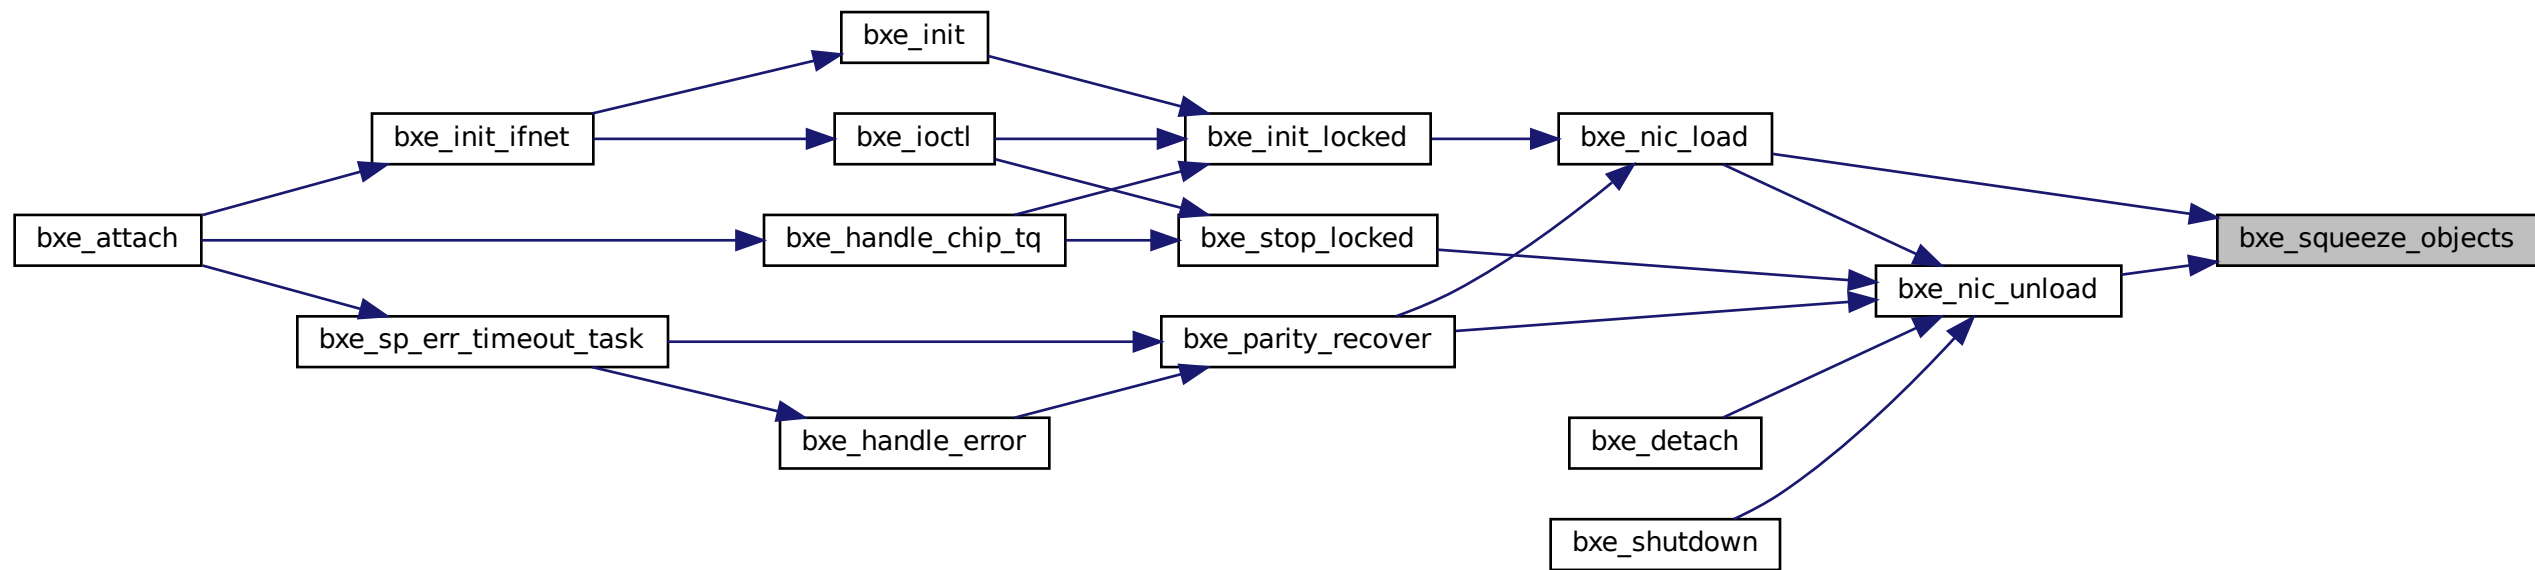 bxe_init
bxe_init_ifnet
bxe_ioctl
bxe_init_locked
bxe_nic_load
bxe_attach
bxe_handle_chip_tq
bxe_stop_locked
bxe_squeeze_objects
bxe_nic_unload
bxe_sp_err_timeout_task
bxe_parity_recover
bxe_handle_error
bxe_detach
bxe_shutdown